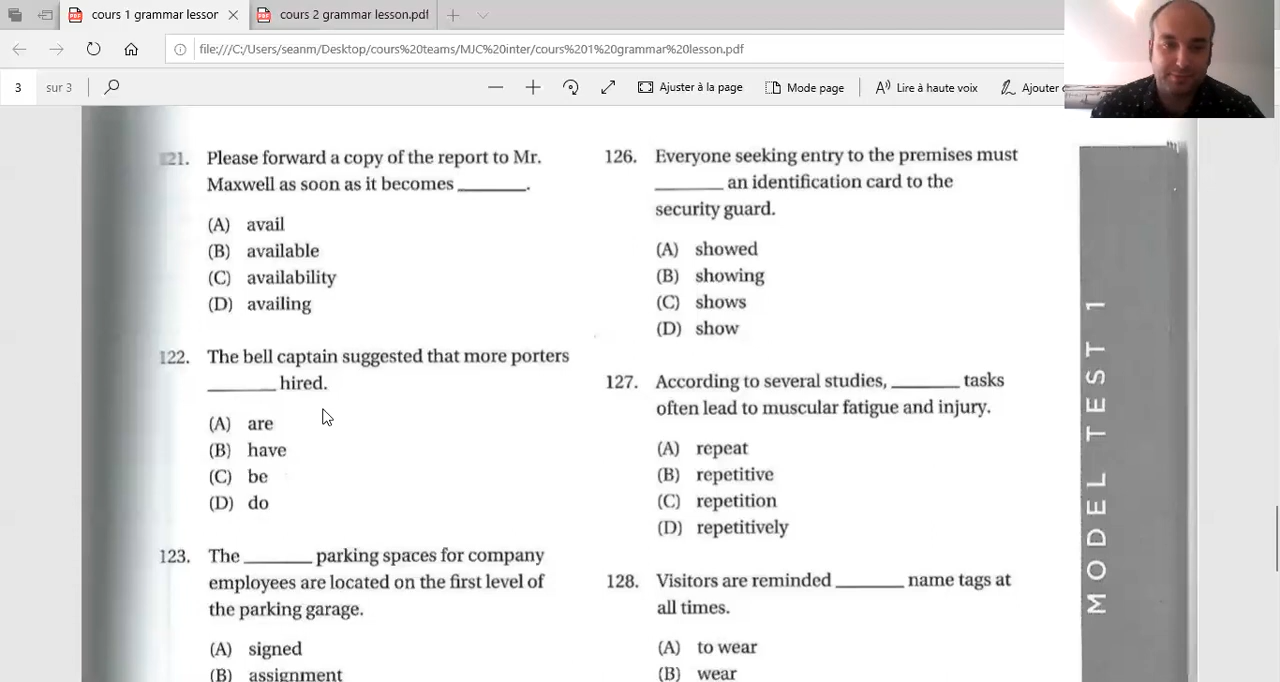 cours 1 grammar lesson
cours 2 grammar lesson.pdf
file:///C:/Users/seanm/Desktop/cours%20teams/MJC%20inter/cours%201%20grammar%20lesson.pdf
3 sur 3
Ajuster à la page
Mode page
Lire à haute voix
Ajouter
121. Please forward a copy of the report to Mr.
Maxwell as soon as it becomes _______.
(A) avail
(B) available
(C) availability
(D) availing
122. The bell captain suggested that more porters
_______ hired.
(A) are
(B) have
(C) be
(D) do
123. The _______ parking spaces for company
employees are located on the first level of
the parking garage.
(A) signed
(B) assignment
126. Everyone seeking entry to the premises must
_______ an identification card to the
security guard.
(A) showed
(B) showing
(C) shows
(D) show
127. According to several studies, _______ tasks
often lead to muscular fatigue and injury.
(A) repeat
(B) repetitive
(C) repetition
(D) repetitively
128. Visitors are reminded _______ name tags at
all times.
(A) to wear
(B) wear
MODEL TEST 1